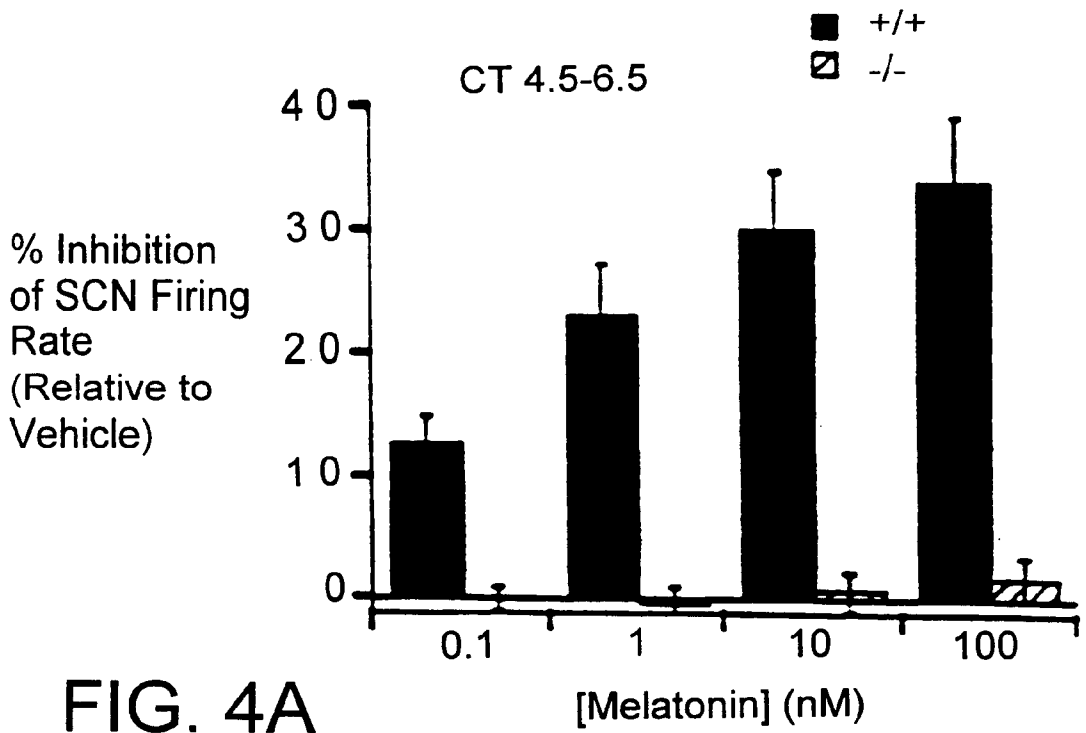 +/+
-/-
CT 4.5-6.5
40
30
20
10
0
% Inhibition
of SCN Firing
Rate
(Relative to
Vehicle)
0.1 1 10 100
[Melatonin] (nM)
FIG. 4A